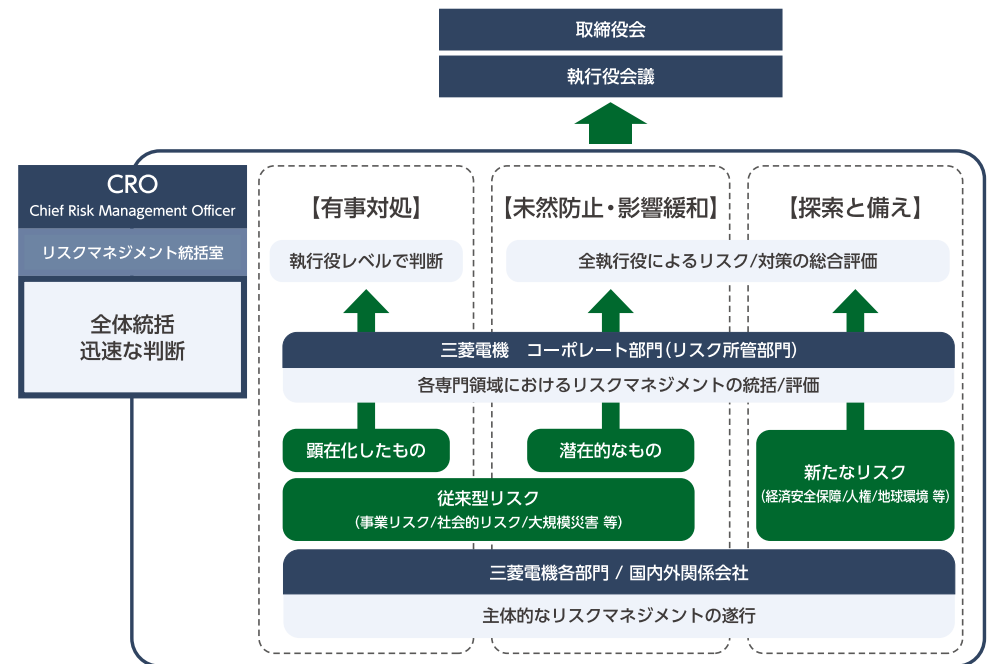 取締役会
執行役会議
CRO
Chief Risk Management Officer
リスクマネジメント統括室
全体統括
迅速な判断
【有事対処】
【未然防止・影響緩和】
【探索と備え】
執行役レベルで判断
全執行役によるリスク/対策の総合評価
三菱電機　コーポレート部門(リスク所管部門)
各専門領域におけるリスクマネジメントの統括/評価
顕在化したもの
潜在的なもの
新たなリスク
(経済安全保障/人権/地球環境 等)
従来型リスク
(事業リスク/社会的リスク/大規模災害 等)
三菱電機各部門 / 国内外関係会社
主体的なリスクマネジメントの遂行